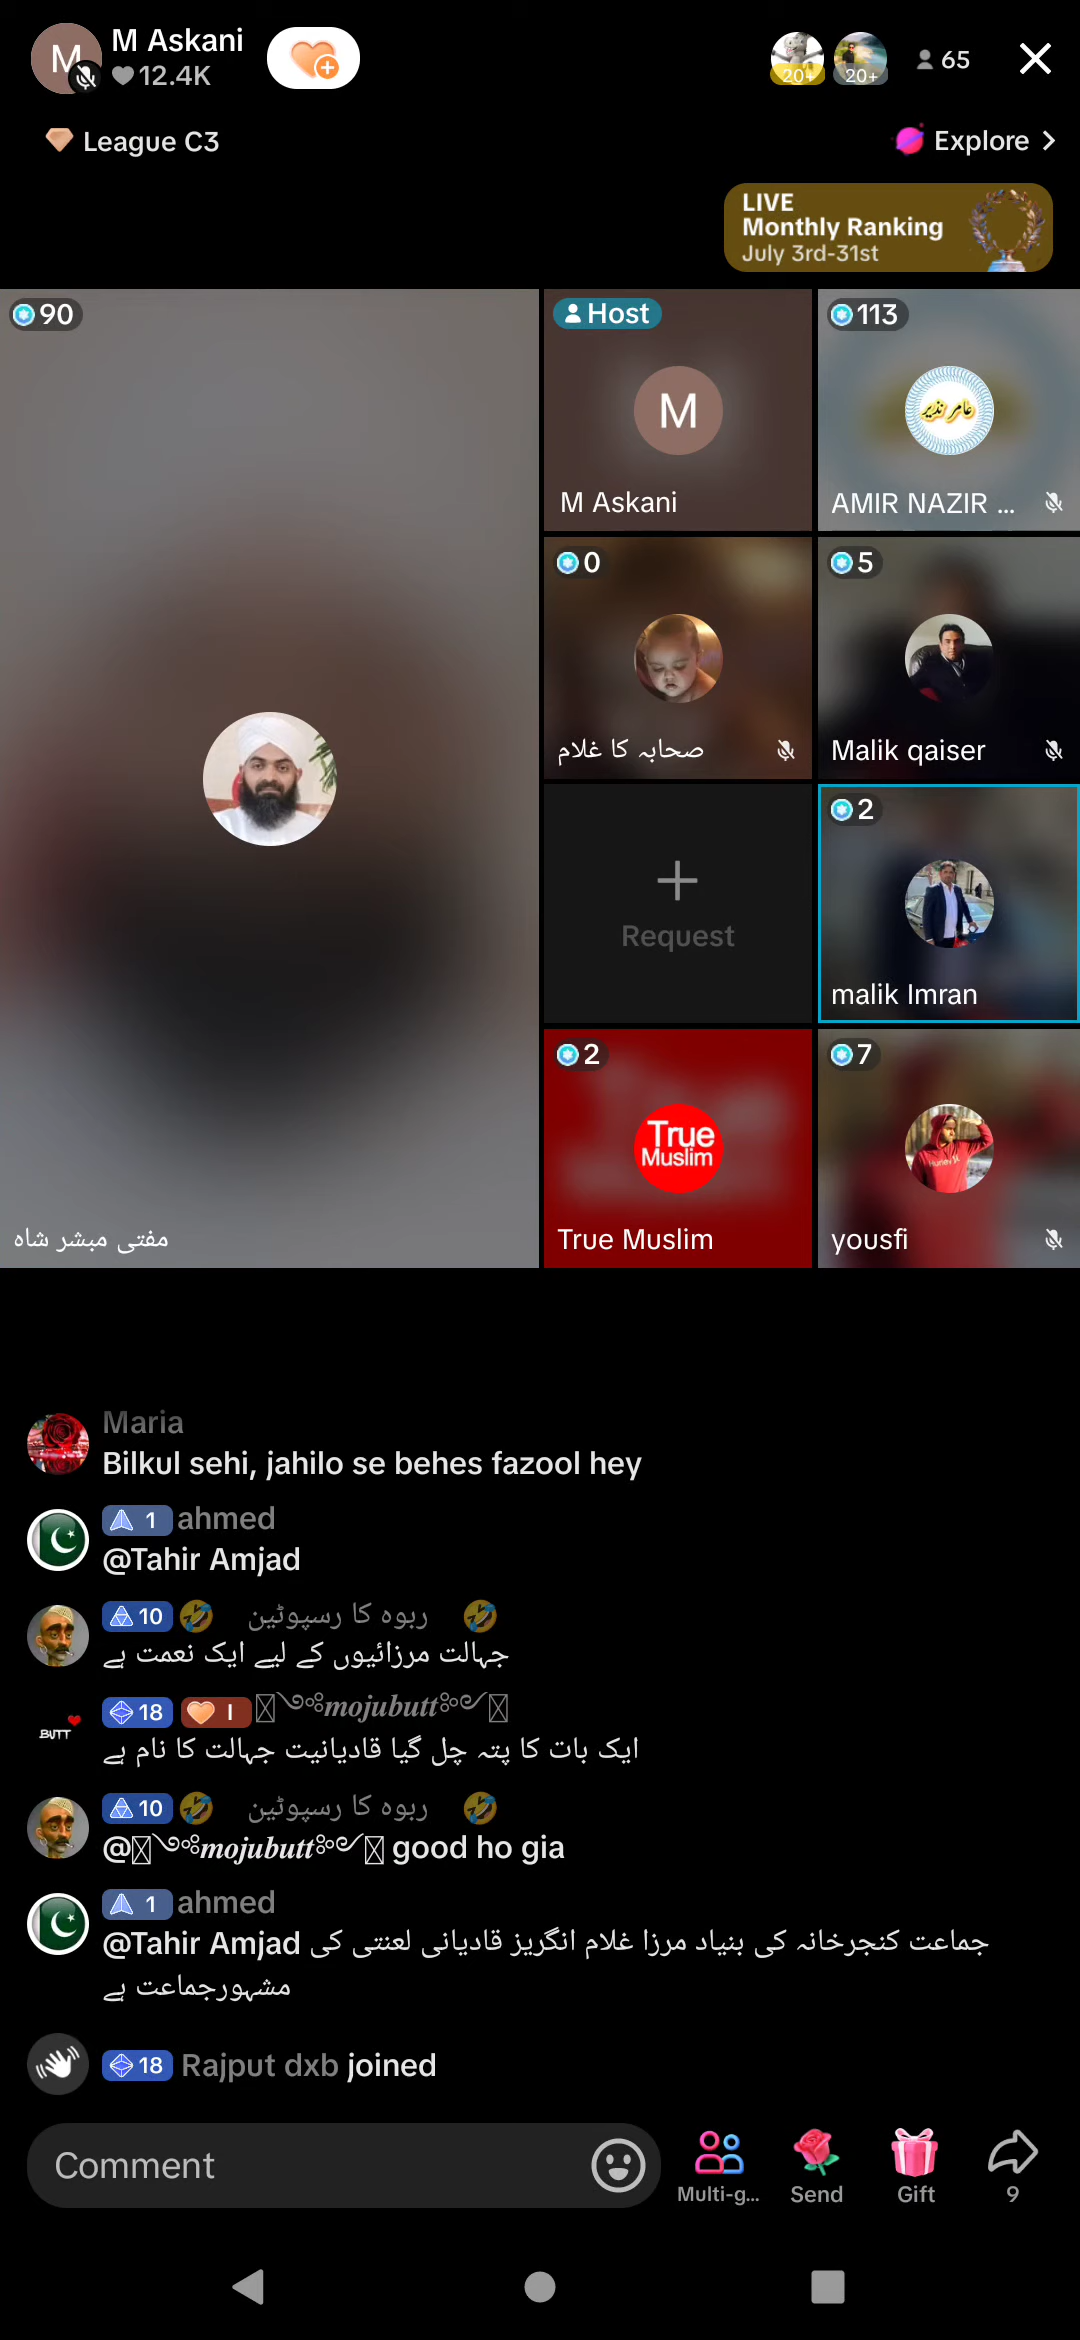 M
M Askani
12.4K
20+
20+
65
League C3
Explore
LIVE
Monthly Ranking
July 3rd-31st
90
مفتی مبشر شاہ
Host
M
M Askani
113
عامر نذیر
AMIR NAZIR ...
0
صحابہ کا غلام
5
Malik qaiser
Request
2
malik Imran
2
True
Muslim
True Muslim
7
yousfi
Maria
Bilkul sehi, jahilo se behes fazool hey
1 ahmed
@Tahir Amjad
10 🤣 ربوہ کا رسپوٹین 🤣
جہالت مرزائیوں کے لیے ایک نعمت ہے
BUTT
18 I ༺mojubutt༻
ایک بات کا پتہ چل گیا قادیانیت جہالت کا نام ہے
10 🤣 ربوہ کا رسپوٹین 🤣
@༺mojubutt༻ good ho gia
1 ahmed
@Tahir Amjad جماعت کنجرخانہ کی بنیاد مرزا غلام انگریز قادیانی لعنتی کی
مشہورجماعت ہے
18 Rajput dxb joined
Comment
Multi-g...
Send
Gift
9